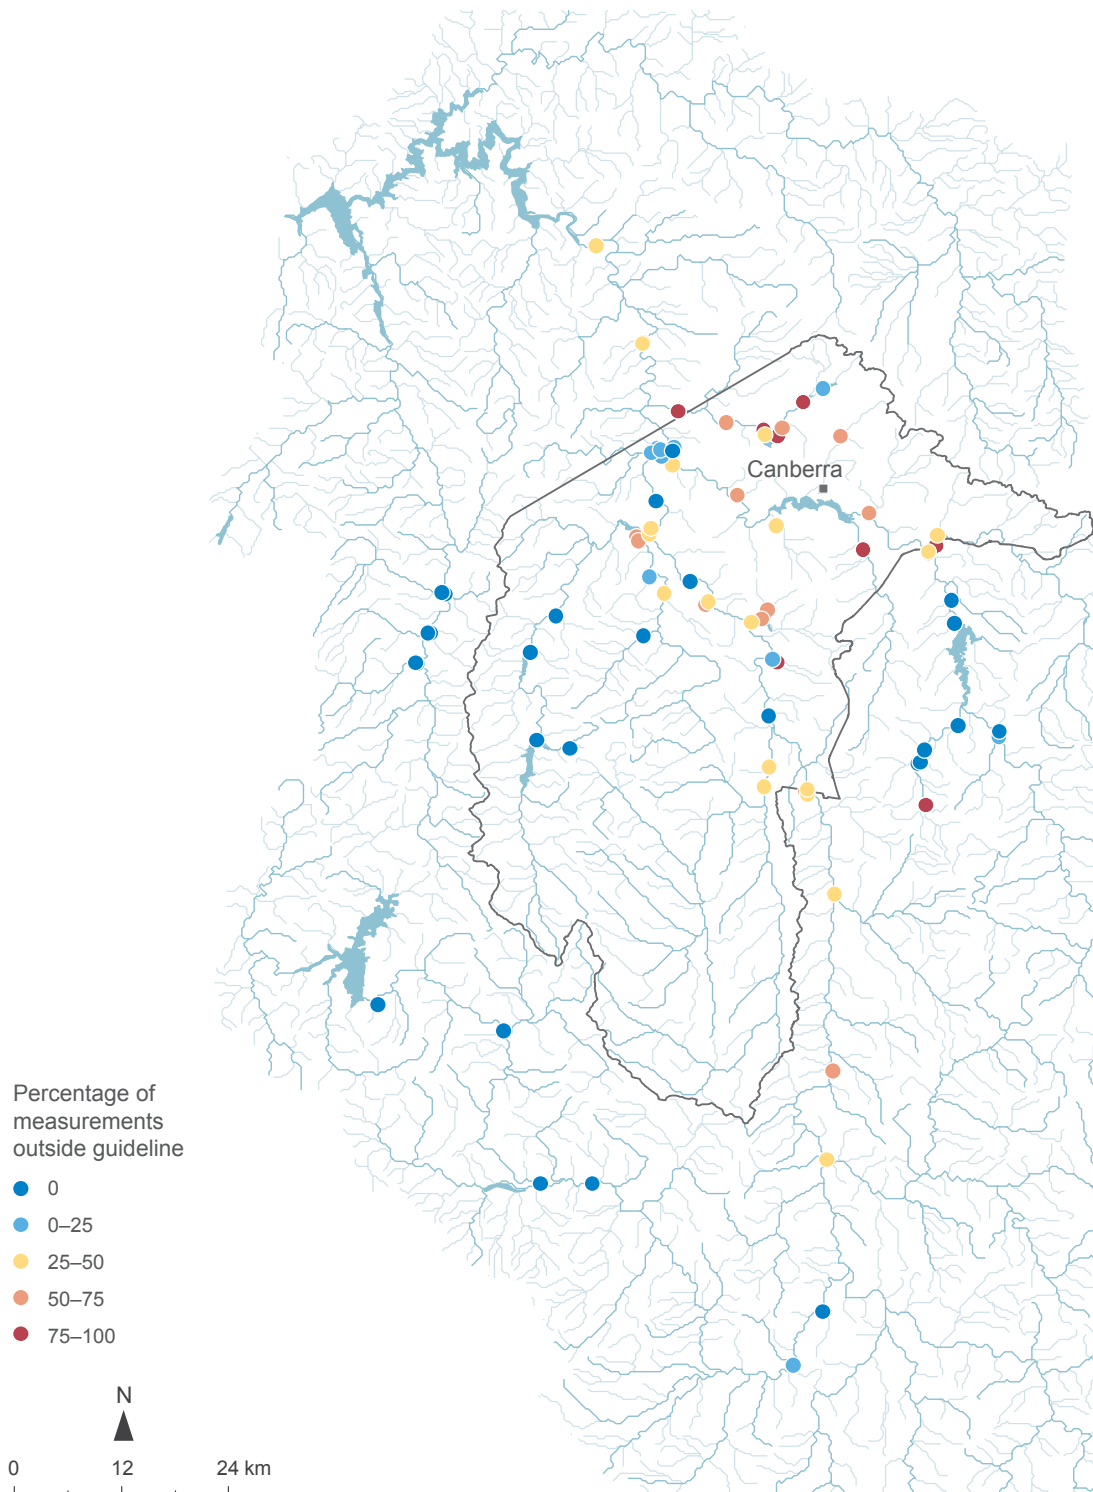 Canberra
Percentage of
measurements
outside guideline
0
0–25
25–50
50–75
75–100
N
0 12 24 km